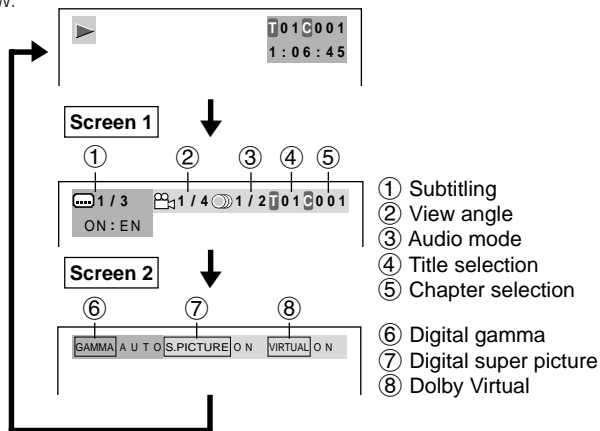 w.
T01C001
1:06:45
Screen 1
① ② ③ ④ ⑤
1/3 1/4 1/2 T01C001
ON:EN
① Subtitling
② View angle
③ Audio mode
④ Title selection
⑤ Chapter selection
Screen 2
⑥ ⑦ ⑧
GAMMA AUTO S.PICTURE ON VIRTUAL ON
⑥ Digital gamma
⑦ Digital super picture
⑧ Dolby Virtual